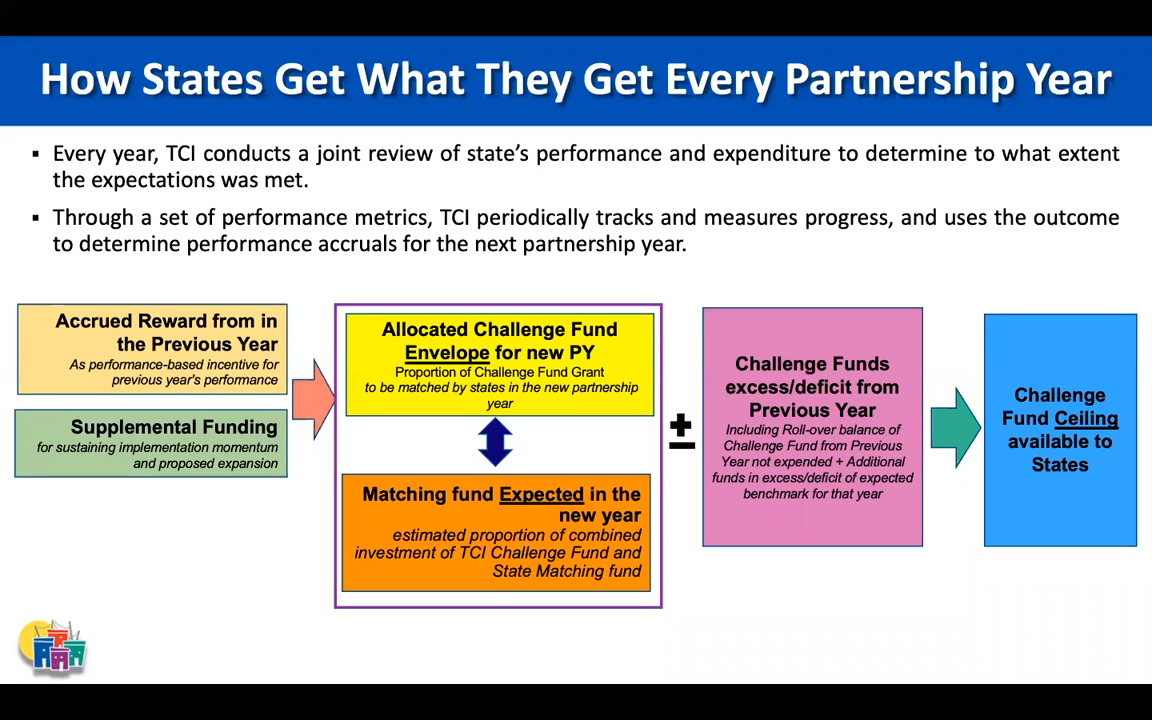 How States Get What They Get Every Partnership Year
▪ Every year, TCI conducts a joint review of state’s performance and expenditure to determine to what extent
the expectations was met.
▪ Through a set of performance metrics, TCI periodically tracks and measures progress, and uses the outcome
to determine performance accruals for the next partnership year.
Accrued Reward from in
the Previous Year
As performance-based incentive for
previous year's performance
Supplemental Funding
for sustaining implementation momentum
and proposed expansion
Allocated Challenge Fund
Envelope for new PY
Proportion of Challenge Fund Grant
to be matched by states in the new partnership
year
Matching fund Expected in the
new year
estimated proportion of combined
investment of TCI Challenge Fund and
State Matching fund
±
Challenge Funds
excess/deficit from
Previous Year
Including Roll-over balance of
Challenge Fund from Previous
Year not expended + Additional
funds in excess/deficit of expected
benchmark for that year
Challenge
Fund Ceiling
available to
States